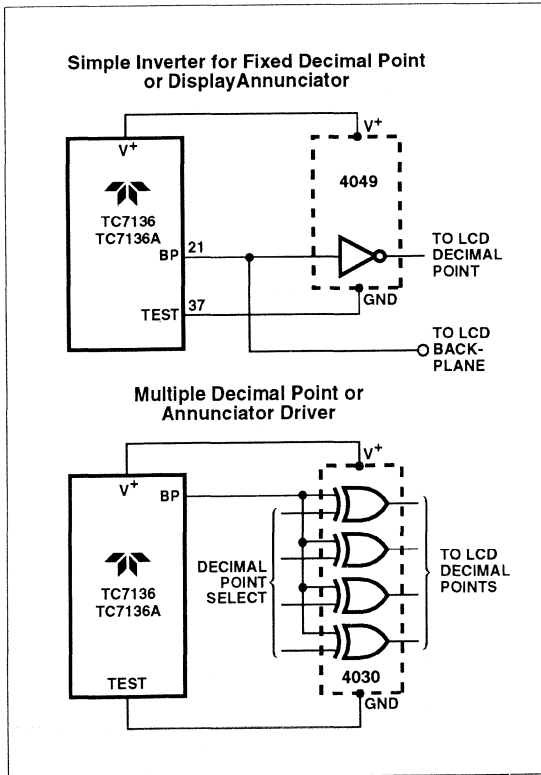 Simple Inverter for Fixed Decimal Point
or DisplayAnnunciator
V+
V+
TC7136
TC7136A
4049
BP
21
TEST
37
GND
TO LCD
DECIMAL
POINT
TO LCD
BACK-
PLANE
Multiple Decimal Point or
Annunciator Driver
V+
V+
BP
TC7136
TC7136A
DECIMAL
POINT
SELECT
TO LCD
DECIMAL
POINTS
4030
TEST
GND